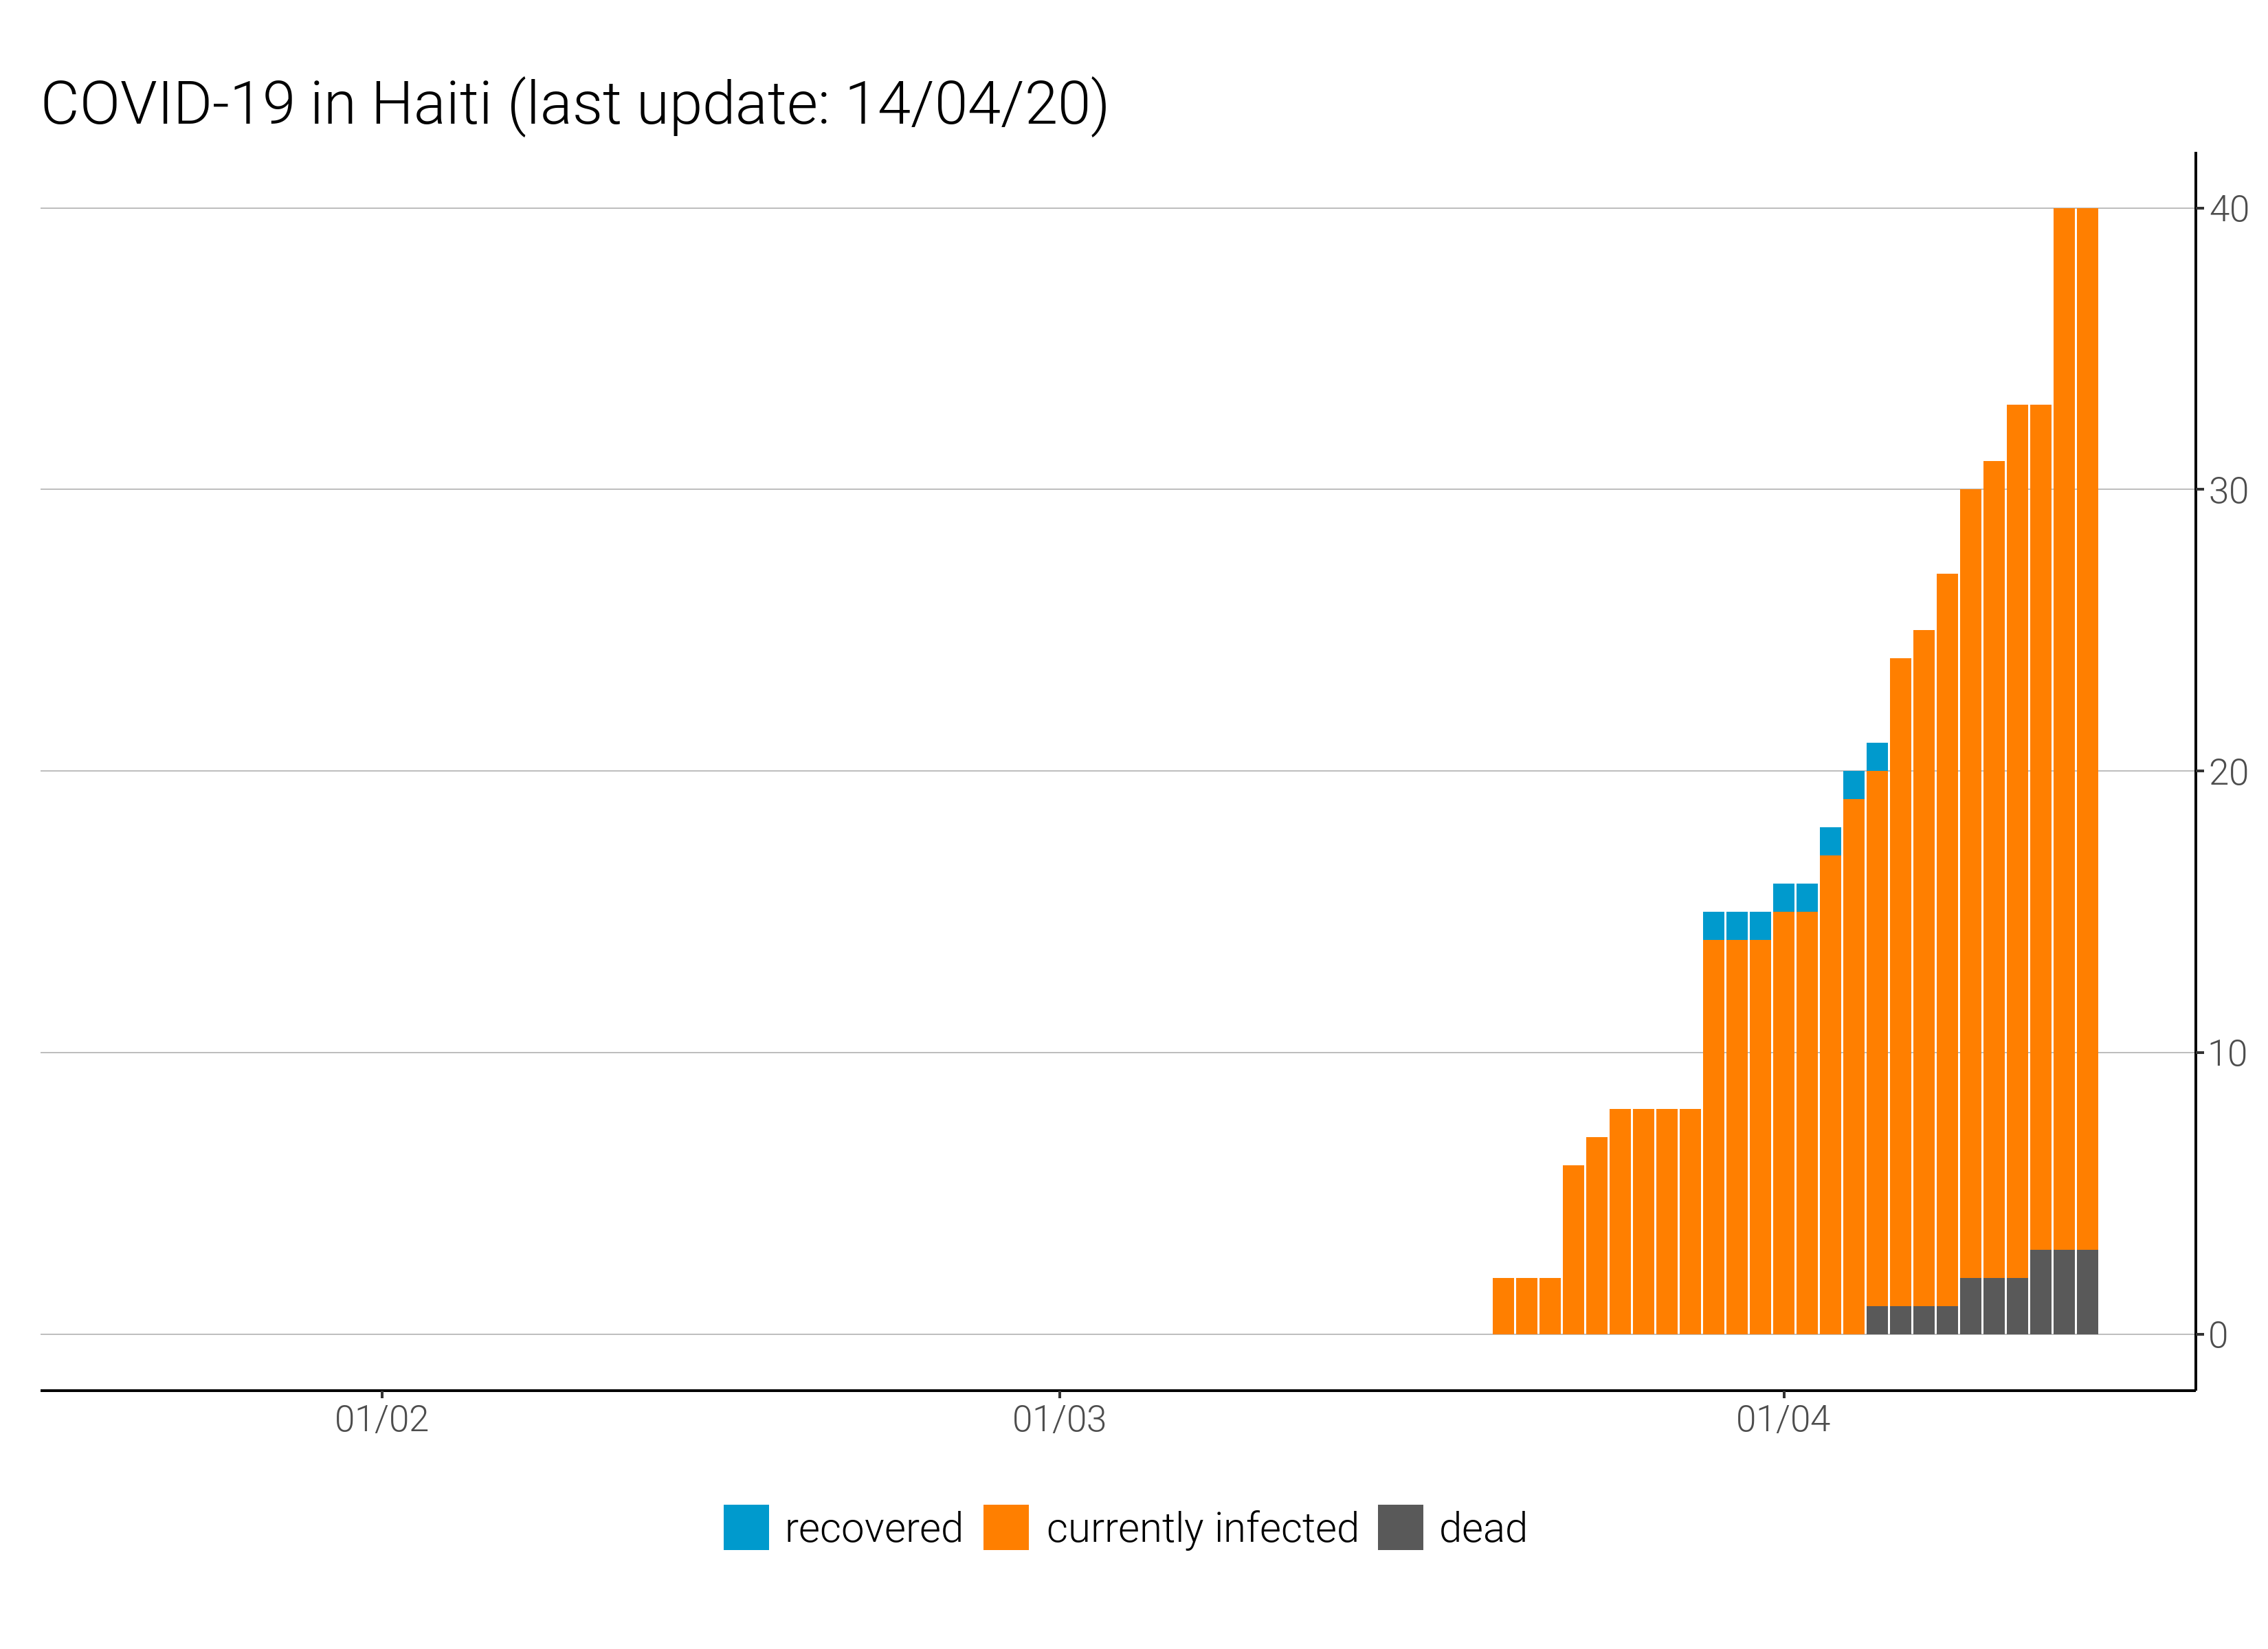 COVID-19 in Haiti (last update: 14/04/20)
40
30
20
10
0
01/02 01/03 01/04
recovered currently infected dead